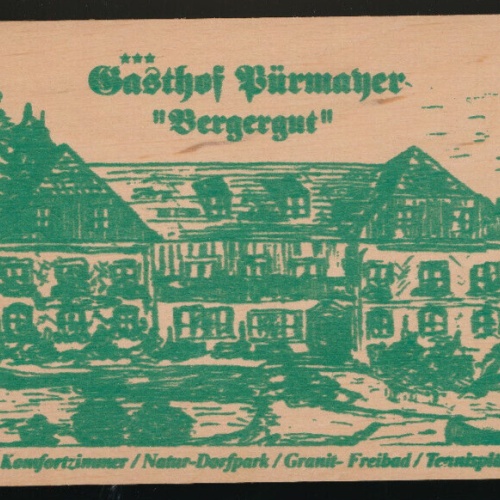 ***
Gasthof Pürmayer
"Bergergut"
Komfortzimmer / Natur-Dorfpark / Granit-Freibad /